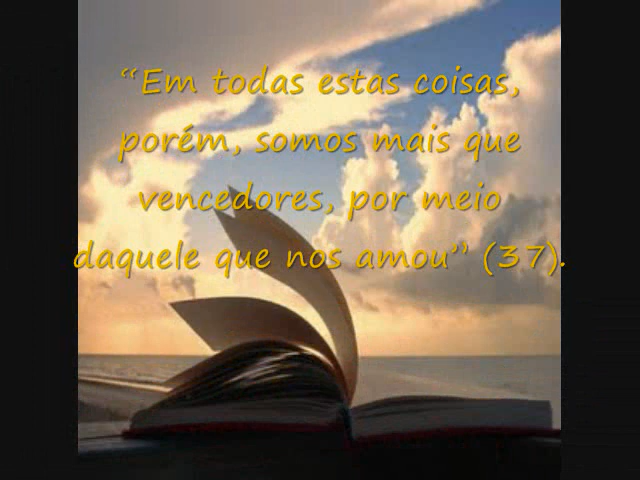 “Em todas estas coisas,
porém, somos mais que
vencedores, por meio
daquele que nos amou” (37).